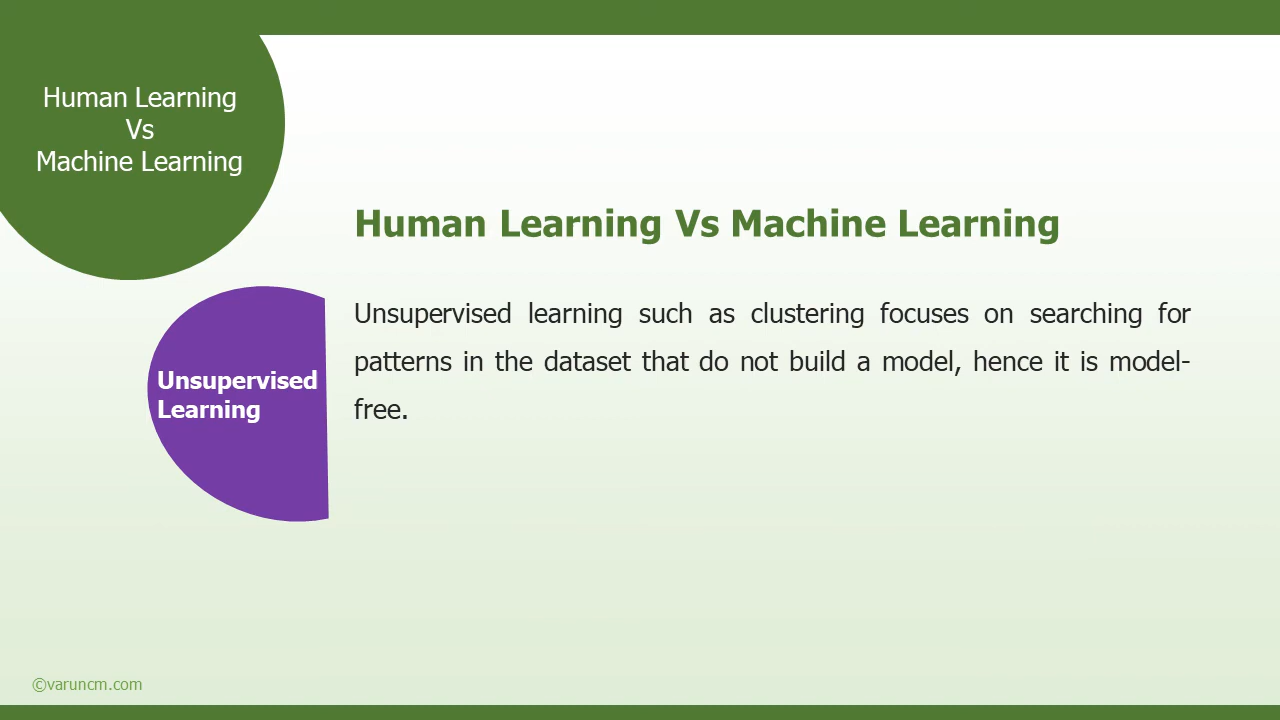 Human Learning
Vs
Machine Learning
Human Learning Vs Machine Learning
Unsupervised
Learning
Unsupervised learning such as clustering focuses on searching for
patterns in the dataset that do not build a model, hence it is model-
free.
©varuncm.com